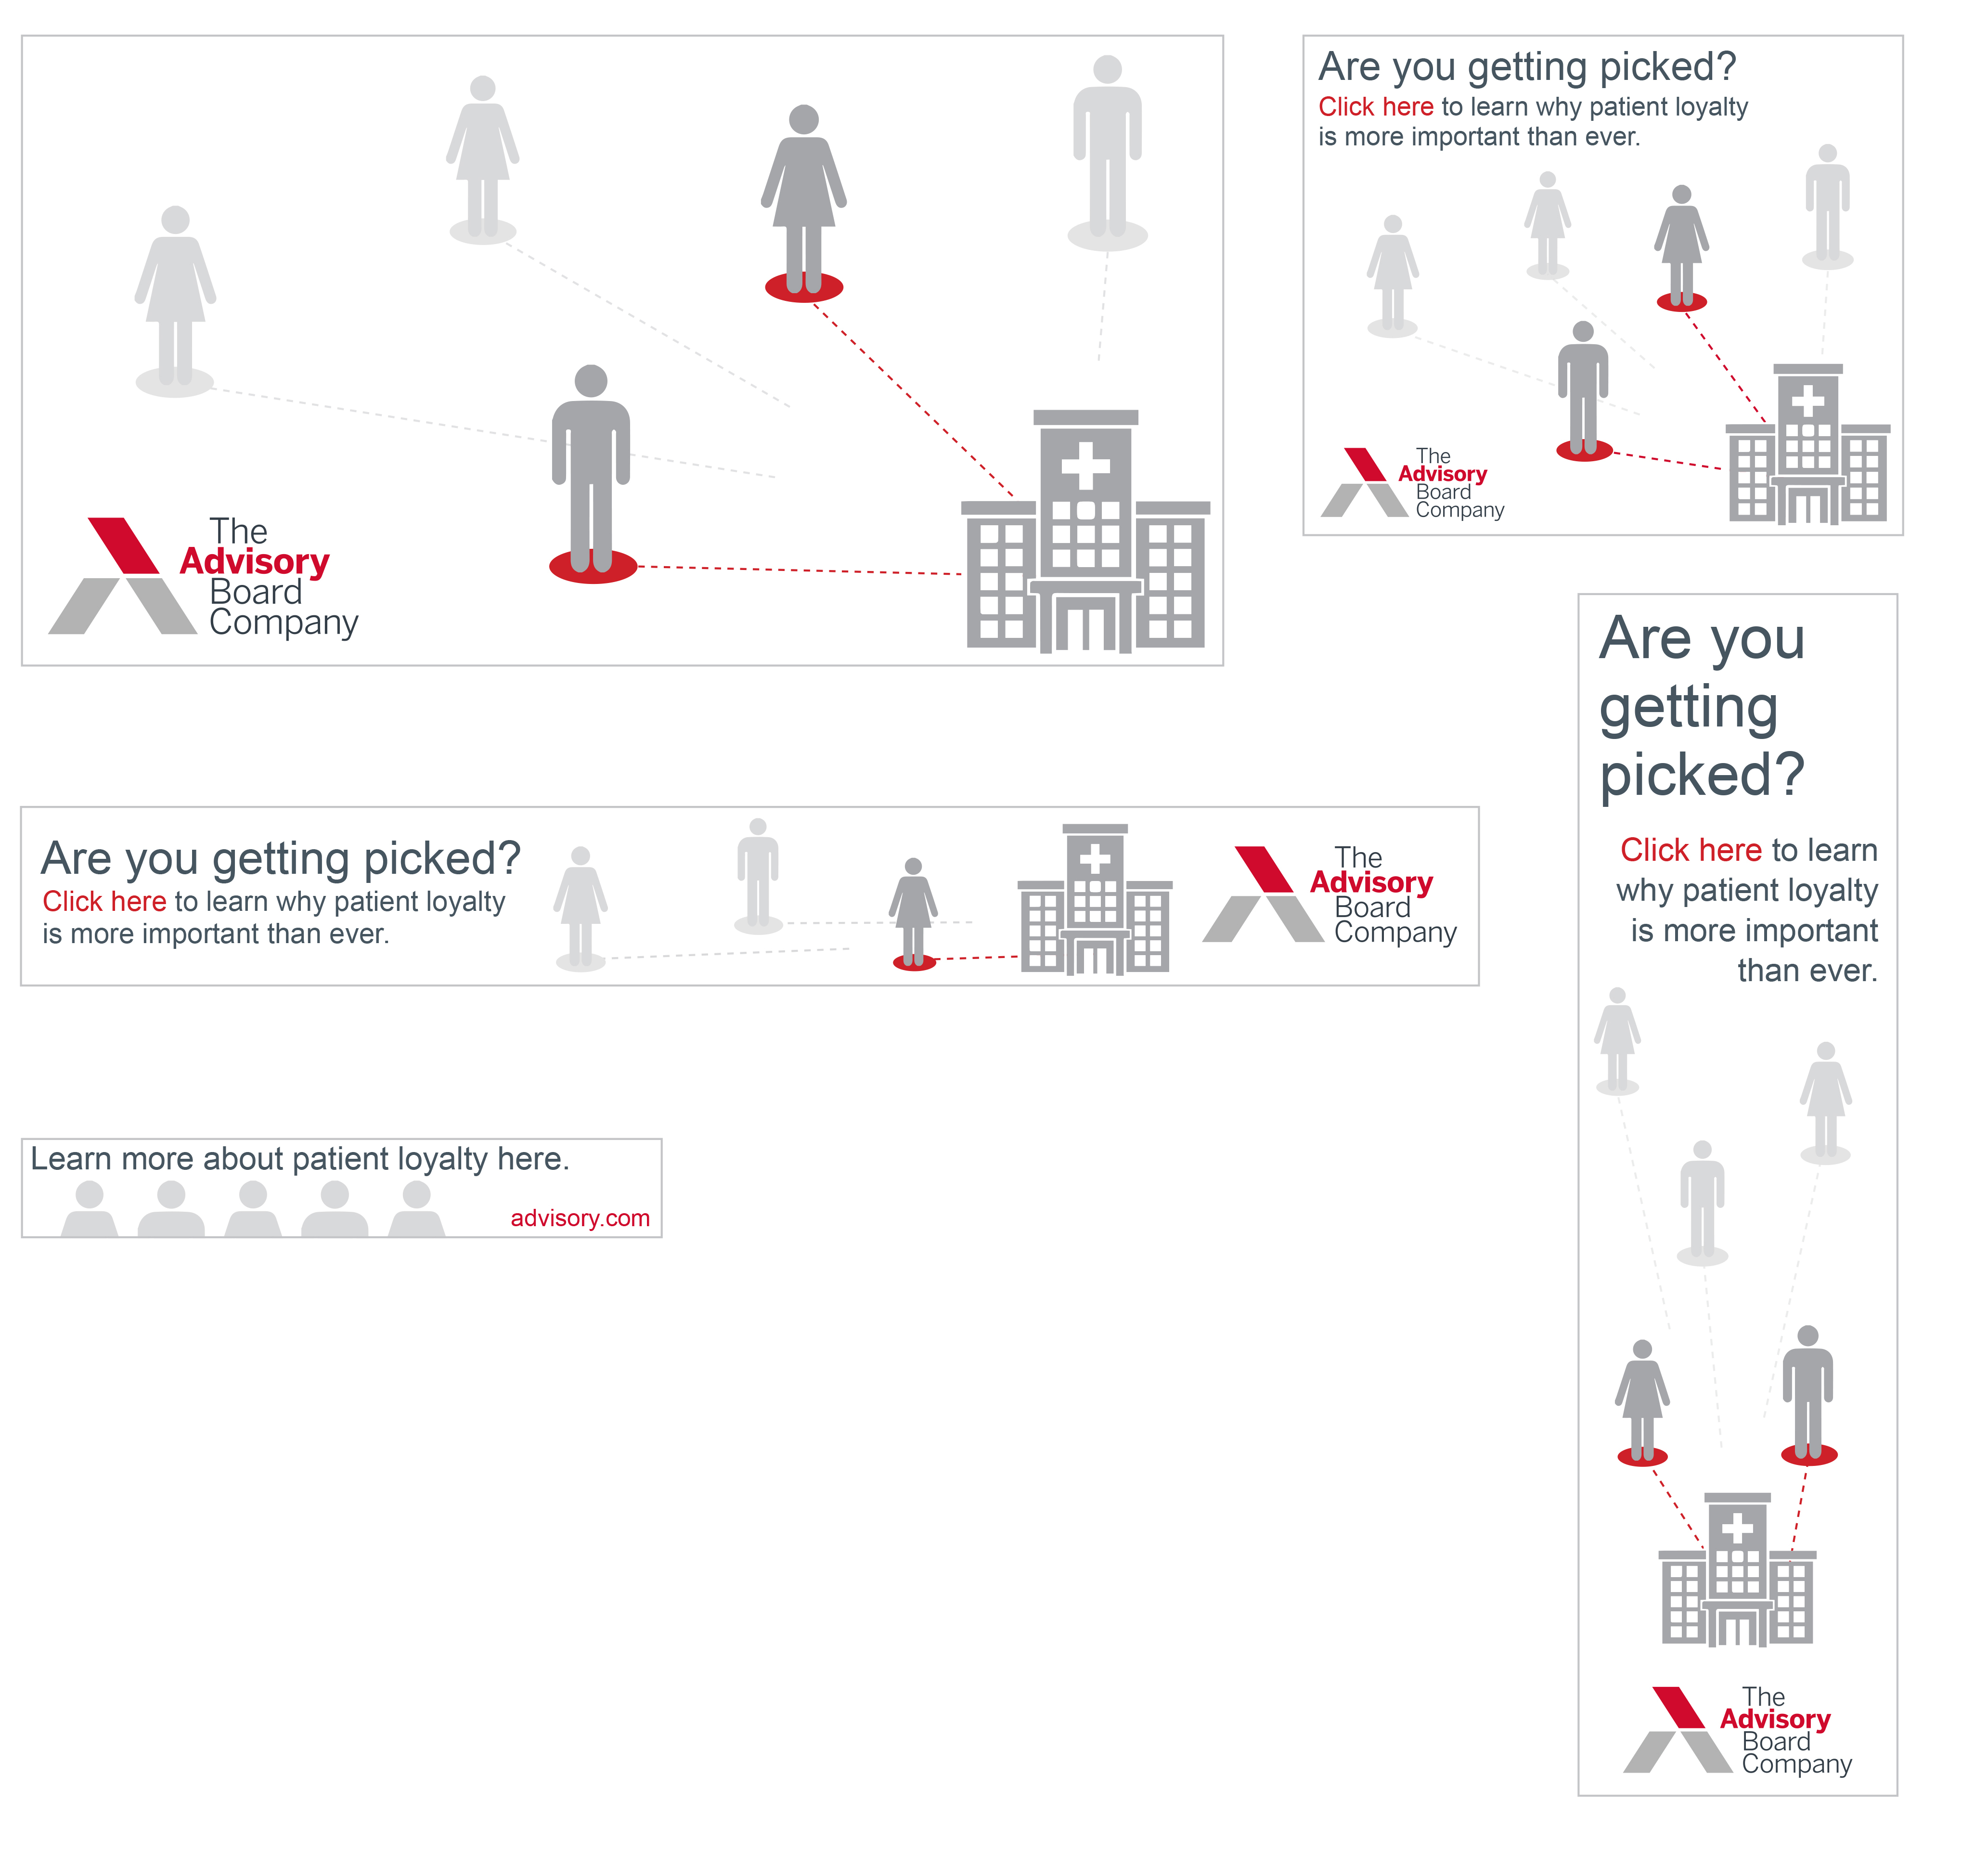 The
Advisory
Board
Company
Are you getting picked?
Click here to learn why patient loyalty
is more important than ever.
The
Advisory
Board
Company
Are you getting picked?
Click here to learn why patient loyalty
is more important than ever.
The
Advisory
Board
Company
Learn more about patient loyalty here.
advisory.com
Are you
getting
picked?
Click here to learn
why patient loyalty
is more important
than ever.
The
Advisory
Board
Company